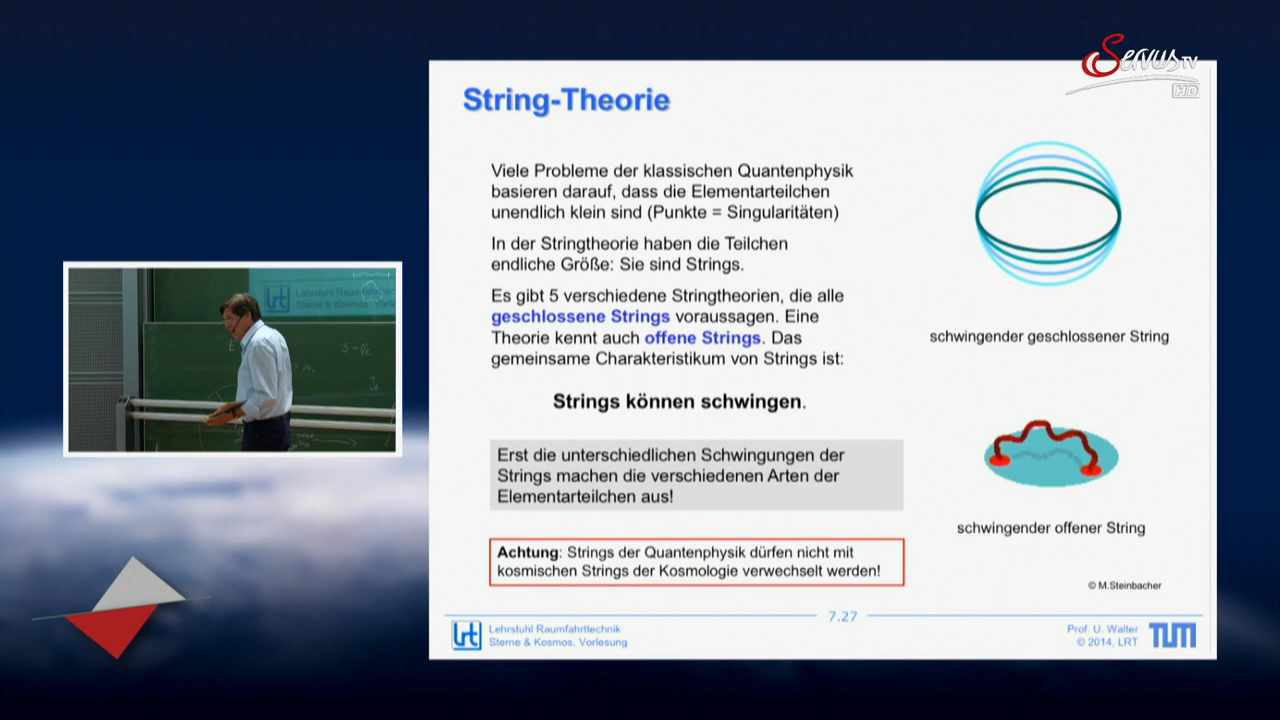 Servus TV
HD
String-Theorie
Viele Probleme der klassischen Quantenphysik
basieren darauf, dass die Elementarteilchen
unendlich klein sind (Punkte = Singularitäten)
In der Stringtheorie haben die Teilchen
endliche Größe: Sie sind Strings.
Es gibt 5 verschiedene Stringtheorien, die alle
geschlossene Strings voraussagen. Eine
Theorie kennt auch offene Strings. Das
gemeinsame Charakteristikum von Strings ist:
Strings können schwingen.
Erst die unterschiedlichen Schwingungen der
Strings machen die verschiedenen Arten der
Elementarteilchen aus!
Achtung: Strings der Quantenphysik dürfen nicht mit
kosmischen Strings der Kosmologie verwechselt werden!
schwingender geschlossener String
schwingender offener String
© M.Steinbacher
7.27
lrt
Lehrstuhl Raumfahrttechnik
Sterne & Kosmos, Vorlesung
Prof. U. Walter
© 2014, LRT
TUM
lrt
Lehrstuhl
Sterne & Kosmos,